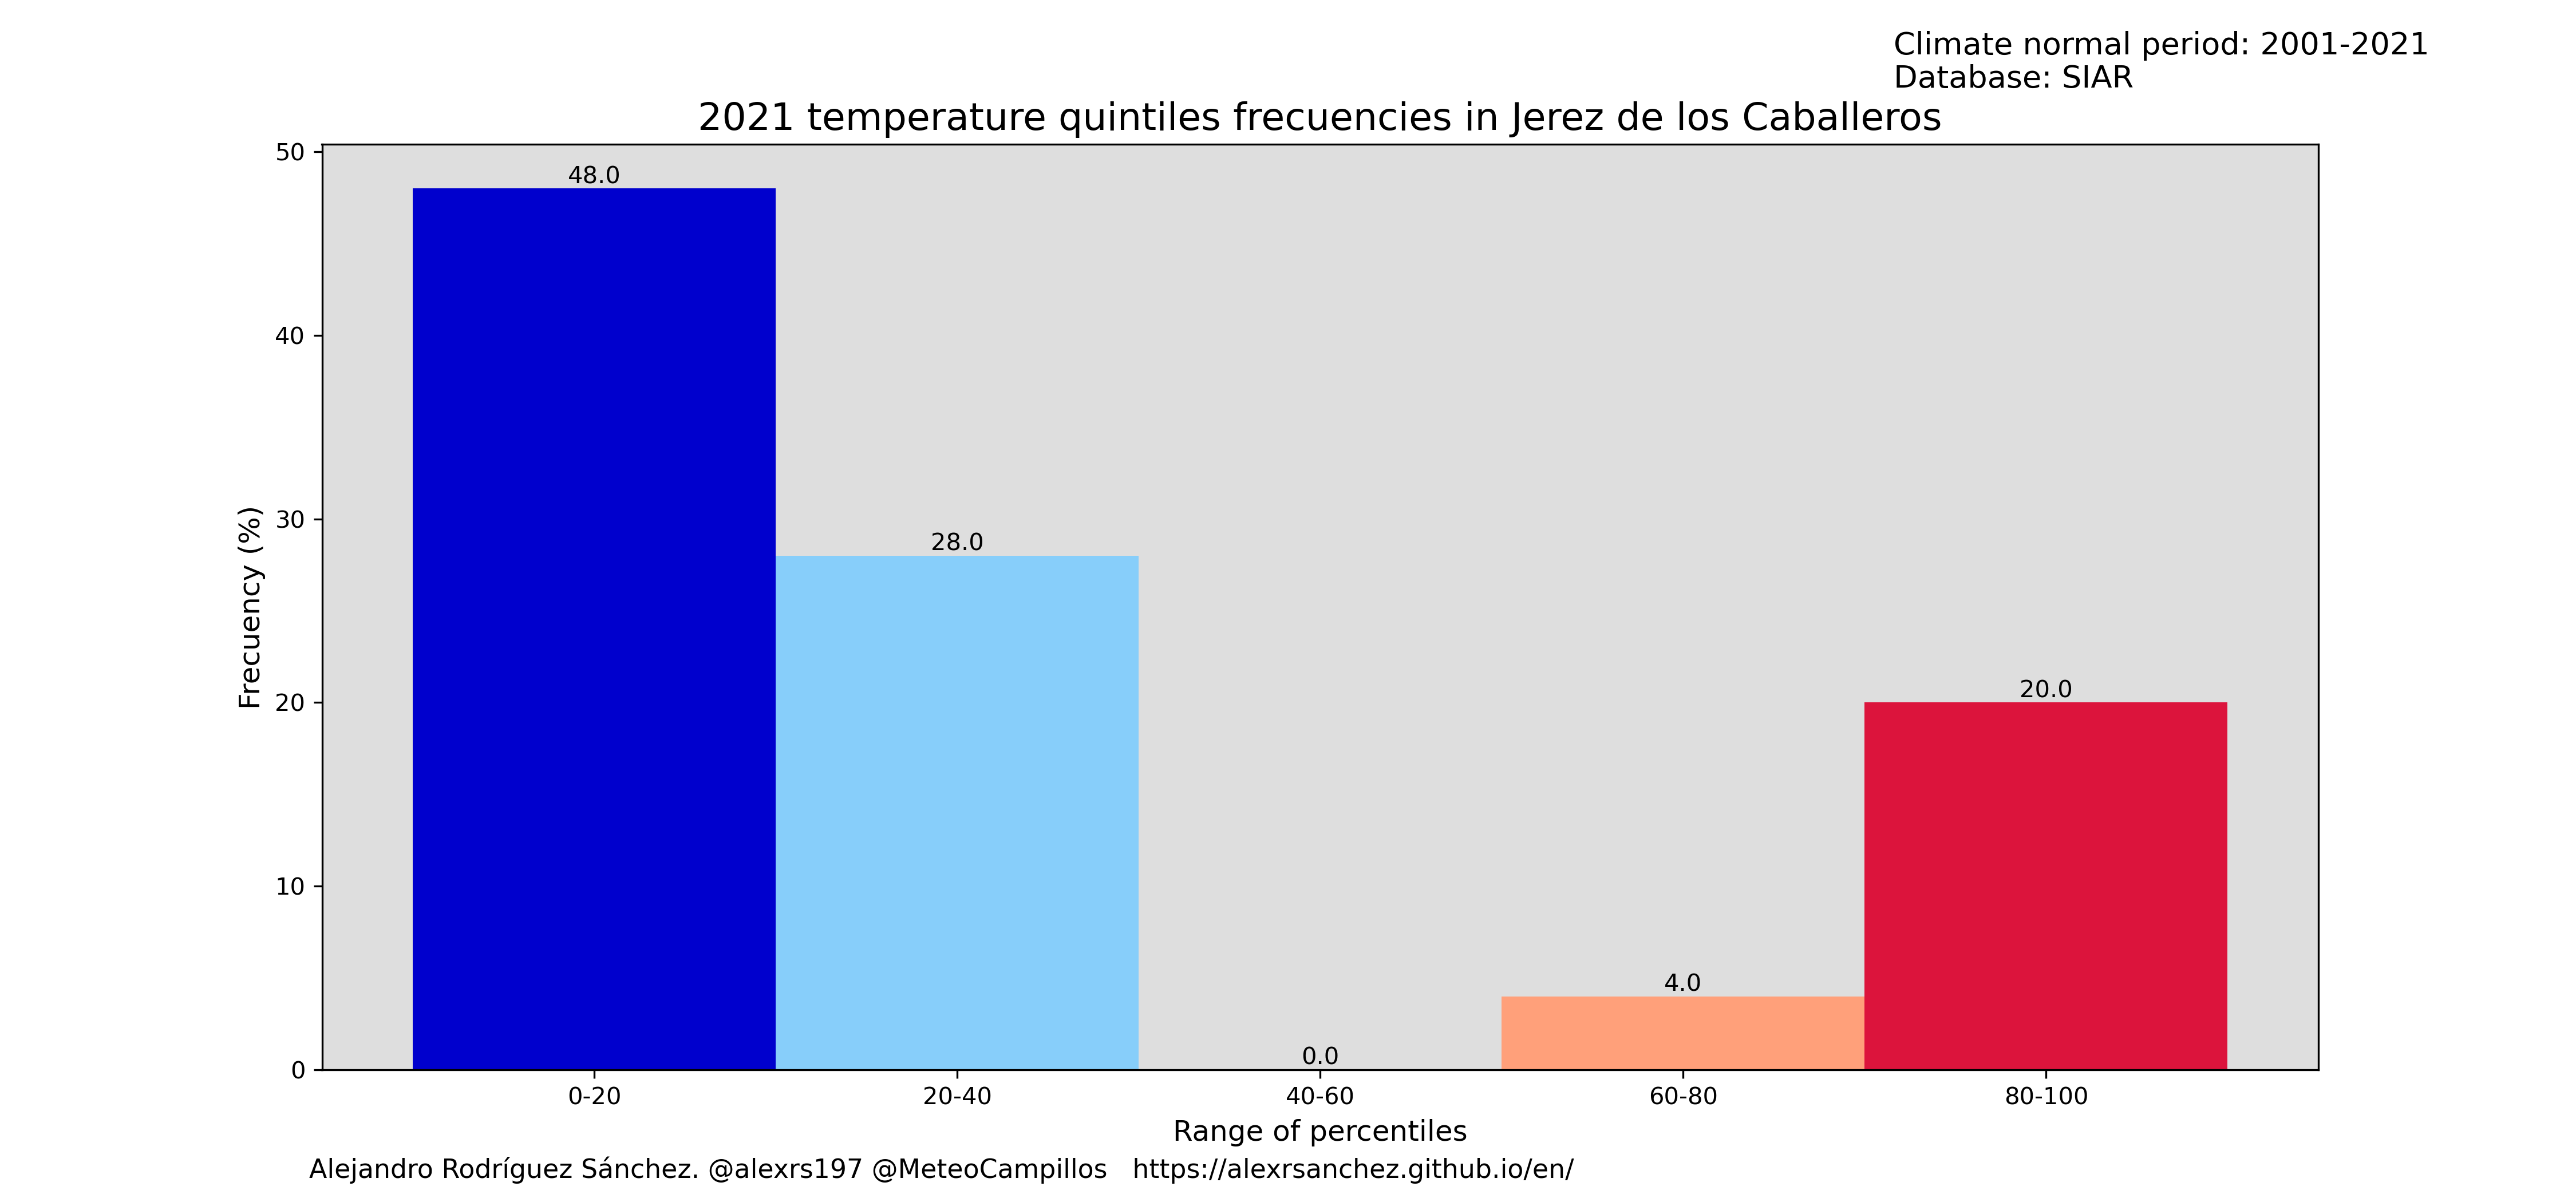 Climate normal period: 2001-2021
Database: SIAR
2021 temperature quintiles frecuencies in Jerez de los Caballeros
50
40
30
20
10
0
Frecuency (%)
48.0
28.0
0.0
4.0
20.0
0-20
20-40
40-60
60-80
80-100
Range of percentiles
Alejandro Rodríguez Sánchez. @alexrs197 @MeteoCampillos   https://alexrsanchez.github.io/en/